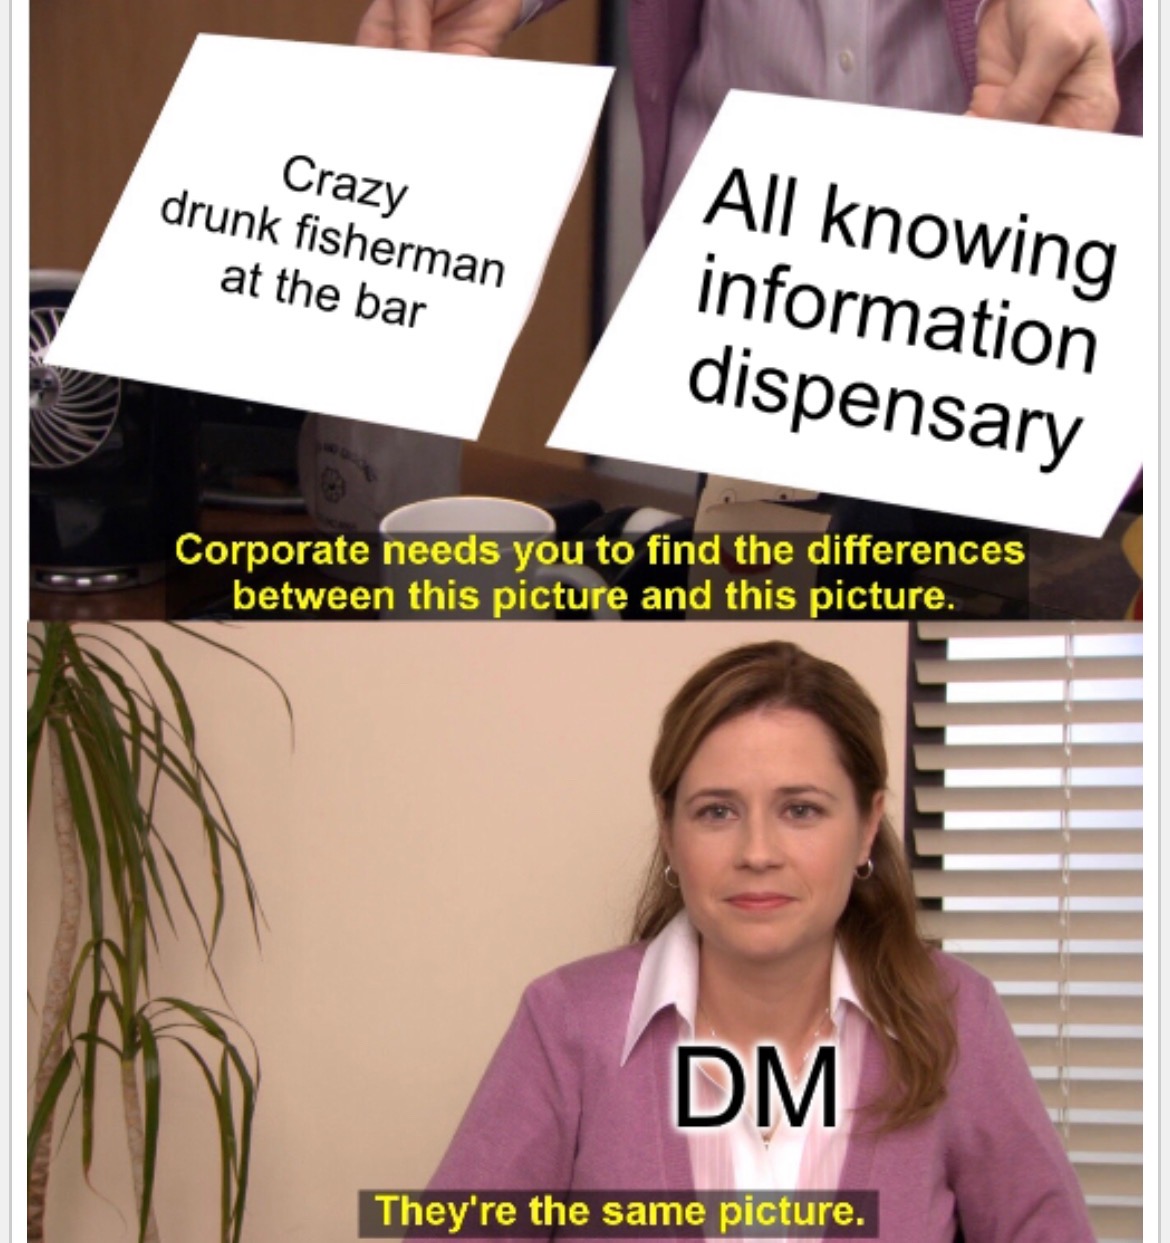 Crazy
drunk fisherman
at the bar
All knowing
information
dispensary
Corporate needs you to find the differences
between this picture and this picture.
DM
They're the same picture.